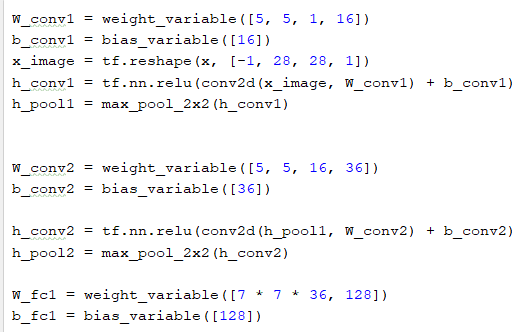 W_conv1 = weight_variable([5, 5, 1, 16])
b_conv1 = bias_variable([16])
x_image = tf.reshape(x, [-1, 28, 28, 1])
h_conv1 = tf.nn.relu(conv2d(x_image, W_conv1) + b_conv1)
h_pool1 = max_pool_2x2(h_conv1)
W_conv2 = weight_variable([5, 5, 16, 36])
b_conv2 = bias_variable([36])
h_conv2 = tf.nn.relu(conv2d(h_pool1, W_conv2) + b_conv2)
h_pool2 = max_pool_2x2(h_conv2)
W_fc1 = weight_variable([7 * 7 * 36, 128])
b_fc1 = bias_variable([128])